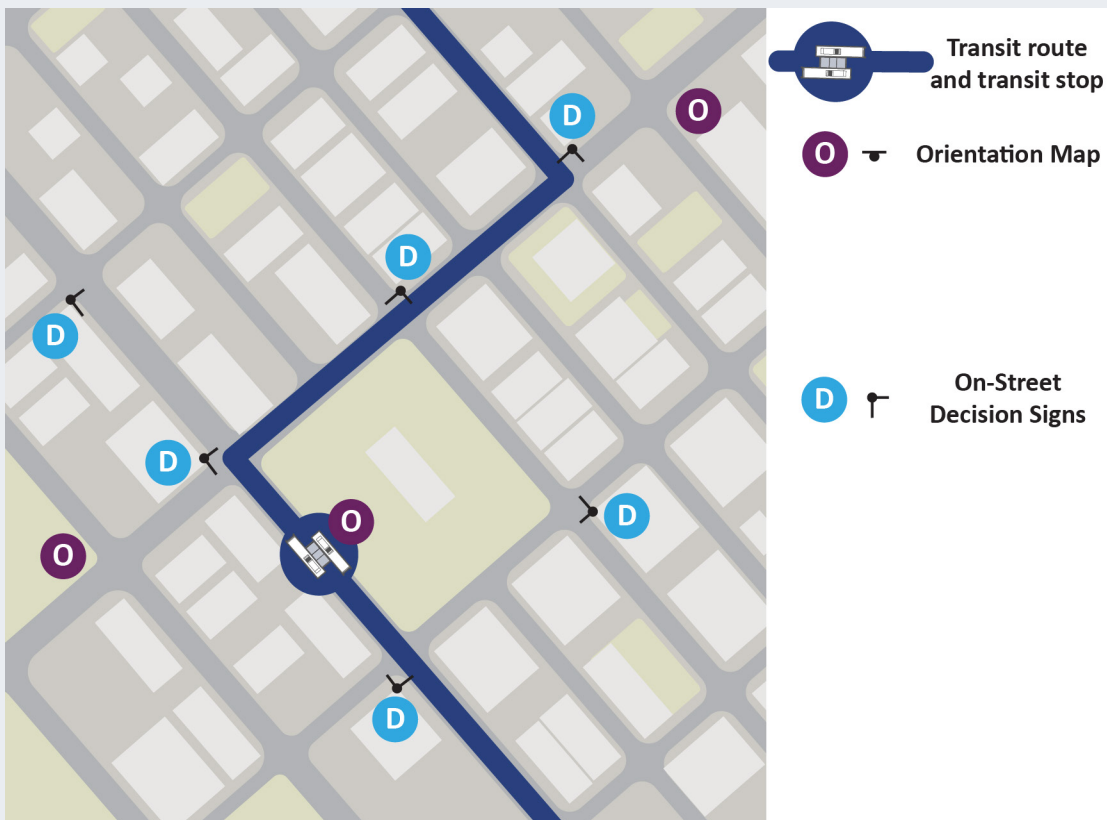 Transit route
and transit stop
O
Orientation Map
D
On-Street
Decision Signs
O
D
D
D
D
O
D
O
D